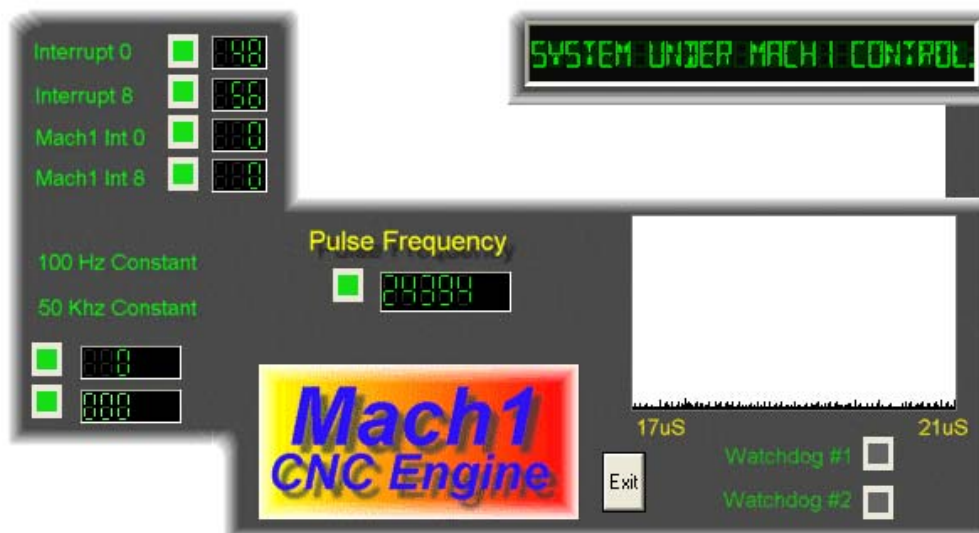 SYSTEM UNDER MACH1 CONTROL.
Interrupt 0 48
Interrupt 8 56
Mach1 Int 0 0
Mach1 Int 8 0
Pulse Frequency
24394
100 Hz Constant
50 Khz Constant
0
000
Mach1
CNC Engine
17uS 21uS
Exit
Watchdog #1
Watchdog #2